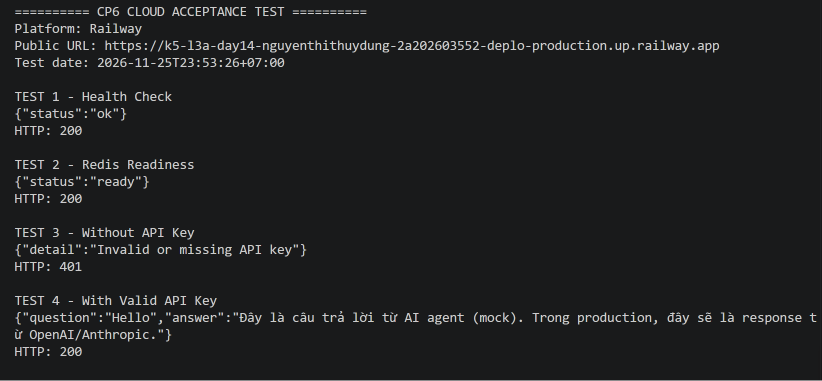 ========== CP6 CLOUD ACCEPTANCE TEST ==========
Platform: Railway
Public URL: https://k5-l3a-day14-nguyenthithuydung-2a202603552-deplo-production.up.railway.app
Test date: 2026-11-25T23:53:26+07:00
TEST 1 - Health Check
{"status":"ok"}
HTTP: 200
TEST 2 - Redis Readiness
{"status":"ready"}
HTTP: 200
TEST 3 - Without API Key
{"detail":"Invalid or missing API key"}
HTTP: 401
TEST 4 - With Valid API Key
{"question":"Hello","answer":"Đây là câu trả lời từ AI agent (mock). Trong production, đây sẽ là response t
ừ OpenAI/Anthropic."}
HTTP: 200